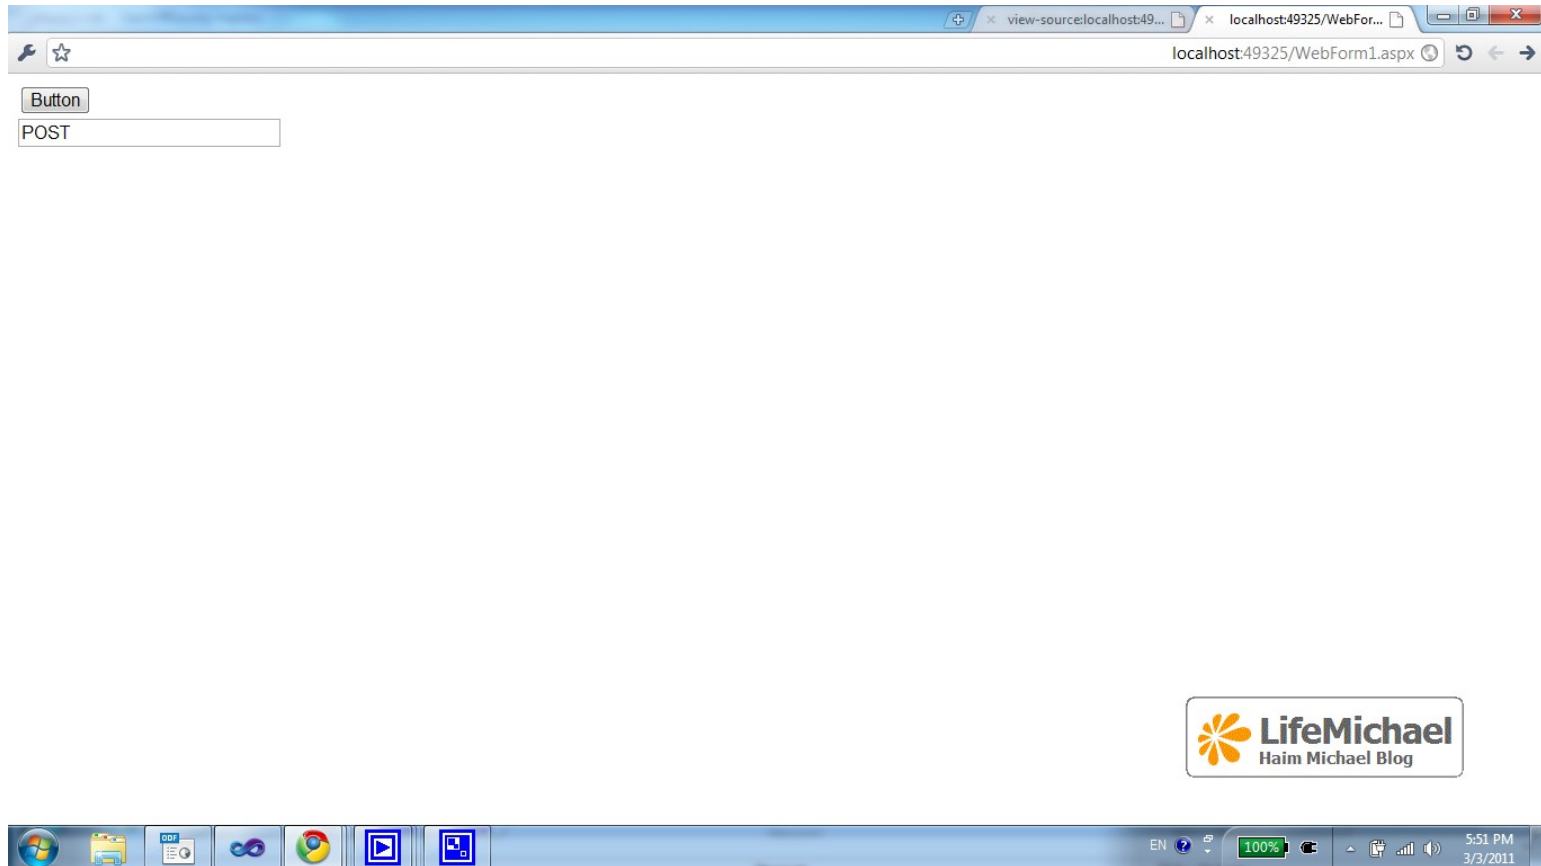 view-source:localhost:49...
localhost:49325/WebFor...
localhost:49325/WebForm1.aspx
Button
POST
LifeMichael
Haim Michael Blog
ODF
EN
100%
5:51 PM
3/3/2011